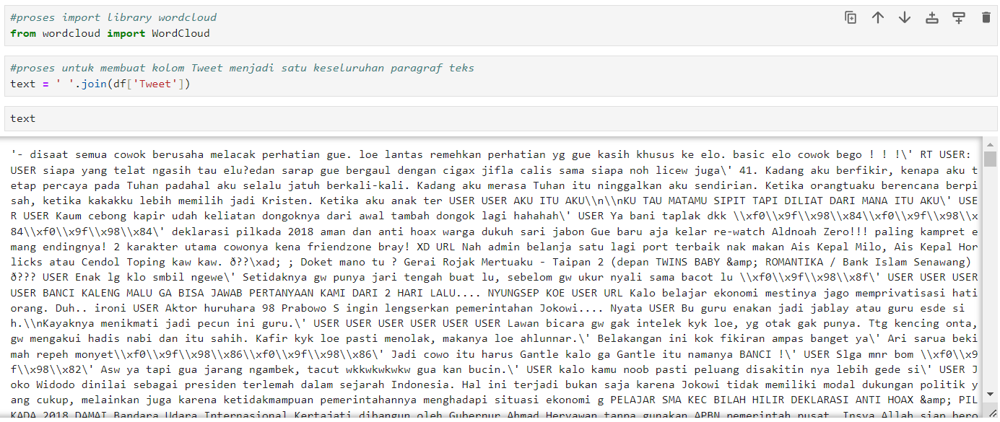 #proses import library wordcloud
from wordcloud import WordCloud
#proses untuk membuat kolom Tweet menjadi satu keseluruhan paragraf teks
text = ' '.join(df['Tweet'])
text
'- disaat semua cowok berusaha melacak perhatian gue. loe lantas remehkan perhatian yg gue kasih khusus ke elo. basic elo cowok bego ! ! !\' RT USER:
USER siapa yang telat ngasih tau elu?edan sarap gue bergaul dengan cigax jifla calis sama siapa noh licew juga\' 41. Kadang aku berfikir, kenapa aku t
etap percaya pada Tuhan padahal aku selalu jatuh berkali-kali. Kadang aku merasa Tuhan itu ninggalkan aku sendirian. Ketika orangtuaku berencana berpi
sah, ketika kakakku lebih memilih jadi Kristen. Ketika aku anak ter USER USER AKU ITU AKU\\n\\nKU TAU MATAMU SIPIT TAPI DILIAT DARI MANA ITU AKU\' USE
R USER Kaum cebong kapir udah keliatan dongoknya dari awal tambah dongok lagi hahahah\' USER Ya bani taplak dkk \\xf0\\x9f\\x98\\x84\\xf0\\x9f\\x98\\x
84\\xf0\\x9f\\x98\\x84\' deklarasi pilkada 2018 aman dan anti hoax warga dukuh sari jabon Gue baru aja kelar re-watch Aldnoah Zero!!! paling kampret e
mang endingnya! 2 karakter utama cowonya kena friendzone bray! XD URL Nah admin belanja satu lagi port terbaik nak makan Ais Kepal Milo, Ais Kepal Hor
licks atau Cendol Toping kaw kaw. ð??\xad; ; Doket mano tu ? Gerai Rojak Mertuaku - Taipan 2 (depan TWINS BABY &amp; ROMANTIKA / Bank Islam Senawang)
ð??? USER Enak lg klo smbil ngewe\' Setidaknya gw punya jari tengah buat lu, sebelom gw ukur nyali sama bacot lu \\xf0\\x9f\\x98\\x8f\' USER USER USER
USER BANCI KALENG MALU GA BISA JAWAB PERTANYAAN KAMI DARI 2 HARI LALU.... NYUNGSEP KOE USER URL Kalo belajar ekonomi mestinya jago memprivatisasi hati
orang. Duh.. ironi USER Aktor huruhara 98 Prabowo S ingin lengserkan pemerintahan Jokowi.... Nyata USER Bu guru enakan jadi jablay atau guru esde si
h.\\nKayaknya menikmati jadi pecun ini guru.\' USER USER USER USER USER USER Lawan bicara gw gak intelek kyk loe, yg otak gak punya. Ttg kencing onta,
gw mengakui hadis nabi dan itu sahih. Kafir kyk loe pasti menolak, makanya loe ahlunnar.\' Belakangan ini kok fikiran ampas banget ya\' Ari sarua beki
mah repeh monyet\\xf0\\x9f\\x98\\x86\\xf0\\x9f\\x98\\x86\' Jadi cowo itu harus Gantle kalo ga Gantle itu namanya BANCI !\' USER Slga mnr bom \\xf0\\x9
f\\x98\\x82\' Asw ya tapi gua jarang ngambek, tacut wkkwkwkwkw gua kan bucin.\' USER kalo kamu noob pasti peluang disakitin nya lebih gede si\' USER J
oko Widodo dinilai sebagai presiden terlemah dalam sejarah Indonesia. Hal ini terjadi bukan saja karena Jokowi tidak memiliki modal dukungan politik y
ang cukup, melainkan juga karena ketidakmampuan pemerintahannya menghadapi situasi ekonomi g PELAJAR SMA KEC BILAH HILIR DEKLARASI ANTI HOAX &amp; PIL
KADA 2018 DAMAI Bandara Udara Internasional Kertajati dibangun oleh Gubernur Ahmad Heryawan tanpa gunakan APBN pemerintah pusat. Insya Allah siap bero